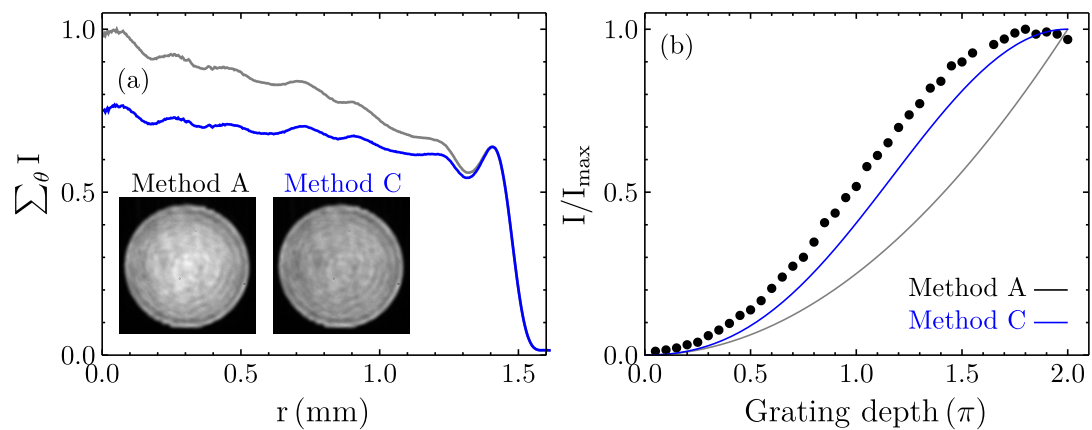 1.0
0.5
0.0
∑θ I
(a)
Method A
Method C
0.0 0.5 1.0 1.5
r (mm)
1.0
0.5
0.0
I/Imax
(b)
Method A
Method C
0.0 0.5 1.0 1.5 2.0
Grating depth (π)